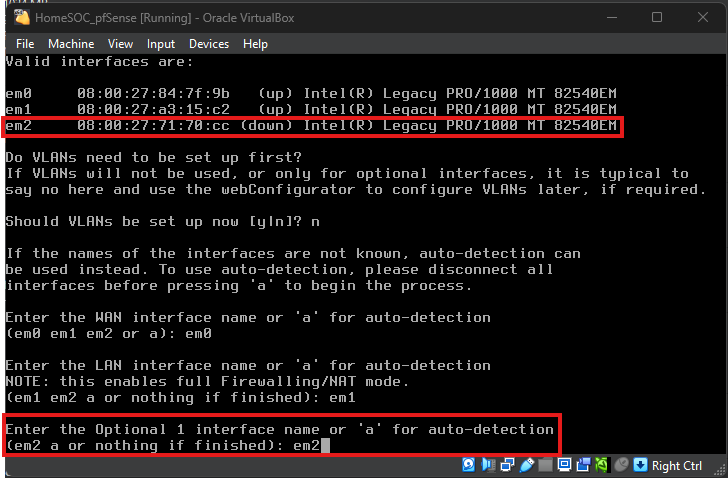 HomeSOC_pfSense [Running] - Oracle VirtualBox
File Machine View Input Devices Help
Valid interfaces are:
em0 08:00:27:84:7f:9b (up) Intel(R) Legacy PRO/1000 MT 82540EM
em1 08:00:27:a3:15:c2 (up) Intel(R) Legacy PRO/1000 MT 82540EM
em2 08:00:27:71:70:cc (down) Intel(R) Legacy PRO/1000 MT 82540EM
Do VLANs need to be set up first?
If VLANs will not be used, or only for optional interfaces, it is typical to
say no here and use the webConfigurator to configure VLANs later, if required.
Should VLANs be set up now [y|n]? n
If the names of the interfaces are not known, auto-detection can
be used instead. To use auto-detection, please disconnect all
interfaces before pressing 'a' to begin the process.
Enter the WAN interface name or 'a' for auto-detection
(em0 em1 em2 or a): em0
Enter the LAN interface name or 'a' for auto-detection
NOTE: this enables full Firewalling/NAT mode.
(em1 em2 a or nothing if finished): em1
Enter the Optional 1 interface name or 'a' for auto-detection
(em2 a or nothing if finished): em2
Right Ctrl